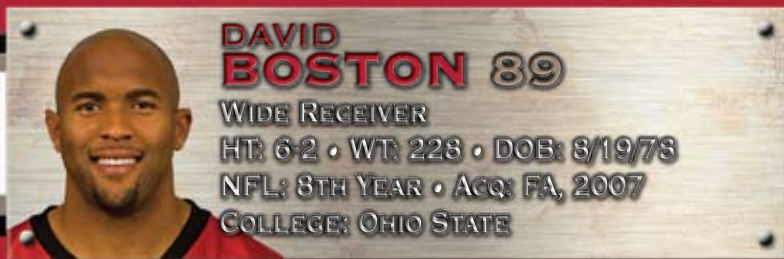 DAVID
BOSTON 89
WIDE RECEIVER
HT: 6-2 • WT: 228 • DOB: 8/19/78
NFL: 8TH YEAR • ACQ: FA, 2007
COLLEGE: OHIO STATE